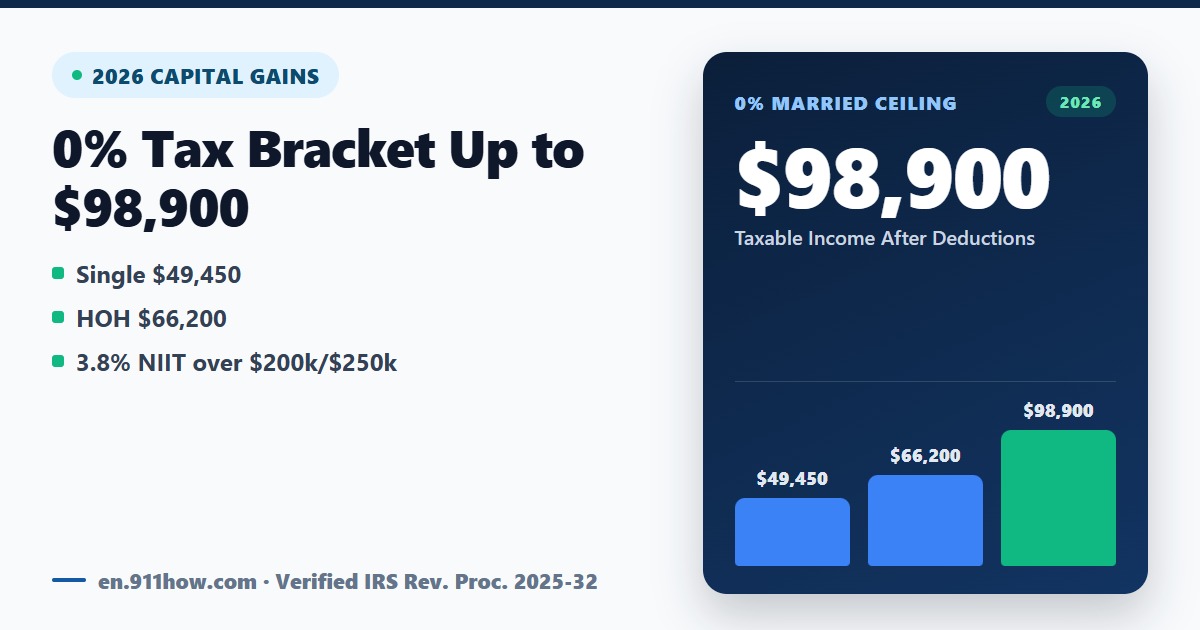 2026 CAPITAL GAINS
0% Tax Bracket Up to
$98,900
Single $49,450
HOH $66,200
3.8% NIIT over $200k/$250k
en.911how.com · Verified IRS Rev. Proc. 2025-32
0% MARRIED CEILING
2026
$98,900
Taxable Income After Deductions
$49,450
$66,200
$98,900